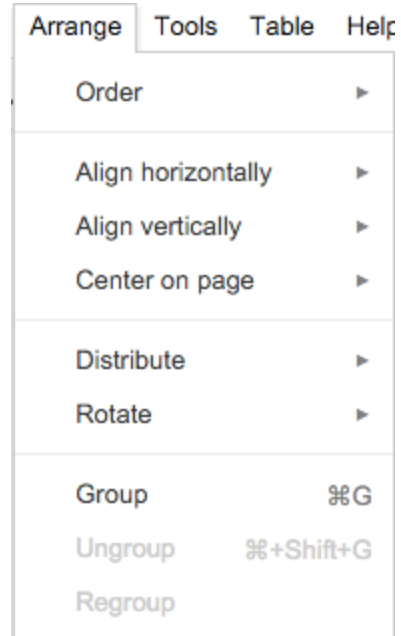 Arrange Tools Table Help
Order
Align horizontally
Align vertically
Center on page
Distribute
Rotate
Group ⌘G
Ungroup ⌘+Shift+G
Regroup